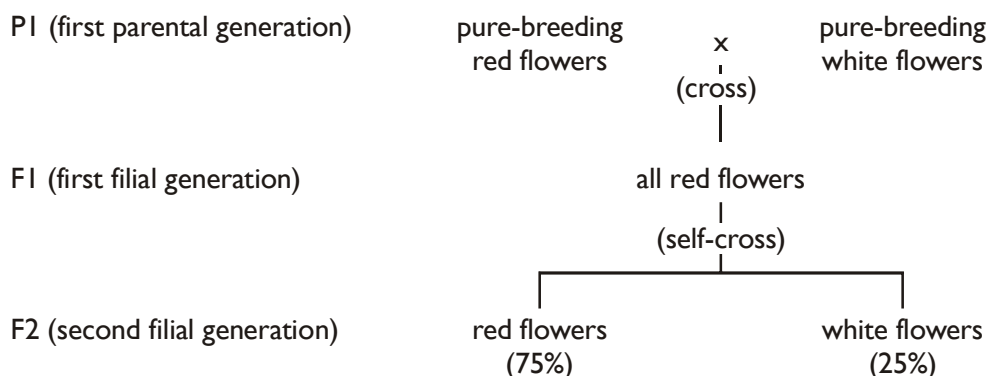 P1 (first parental generation)
pure-breeding
red flowers
x
pure-breeding
white flowers
(cross)
F1 (first filial generation)
all red flowers
(self-cross)
F2 (second filial generation)
red flowers
(75%)
white flowers
(25%)